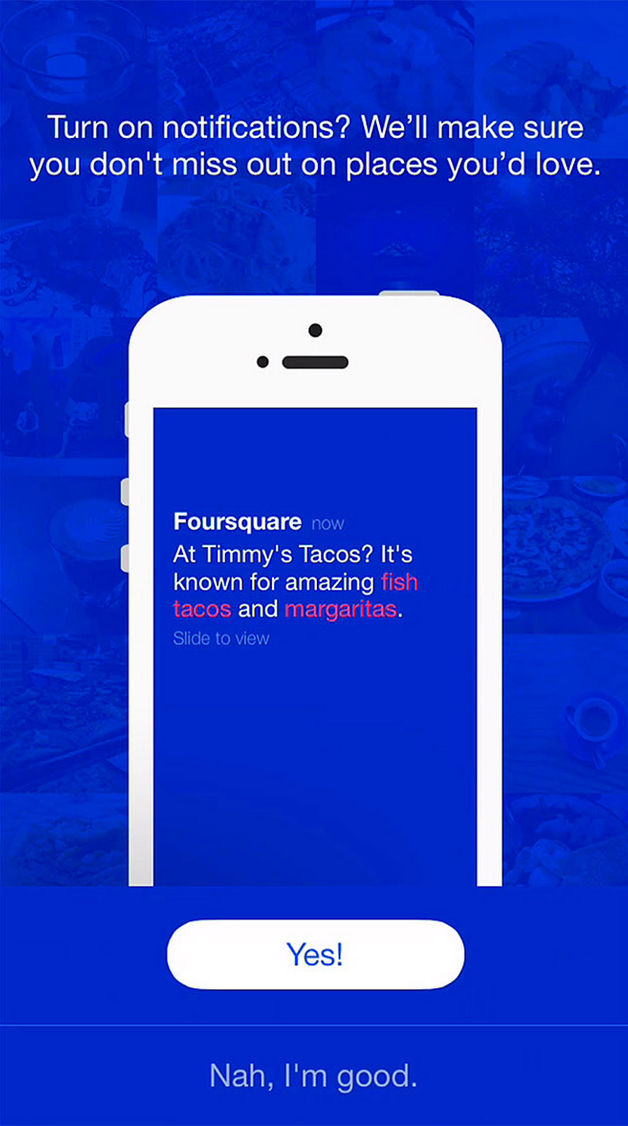 Turn on notifications? We’ll make sure
you don't miss out on places you’d love.
Foursquare now
At Timmy's Tacos? It's
known for amazing fish
tacos and margaritas.
Slide to view
Yes!
Nah, I'm good.